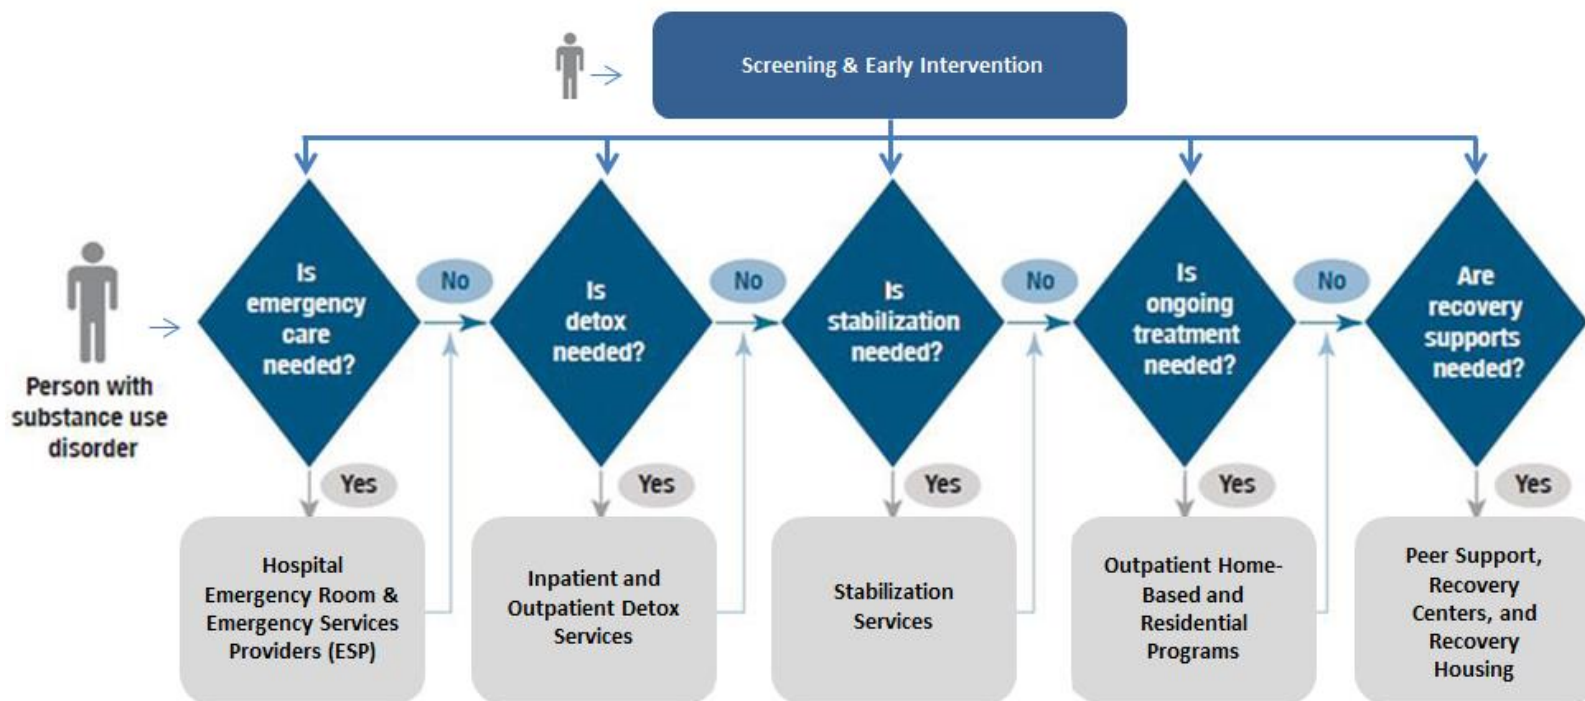 Screening & Early Intervention
Is
emergency
care
needed?
No
Is
detox
needed?
No
Is
stabilization
needed?
No
Is
ongoing
treatment
needed?
No
Are
recovery
supports
needed?
Person with
substance use
disorder
Yes
Yes
Yes
Yes
Yes
Hospital
Emergency Room &
Emergency Services
Providers (ESP)
Inpatient and
Outpatient Detox
Services
Stabilization
Services
Outpatient Home-
Based and
Residential
Programs
Peer Support,
Recovery
Centers, and
Recovery
Housing